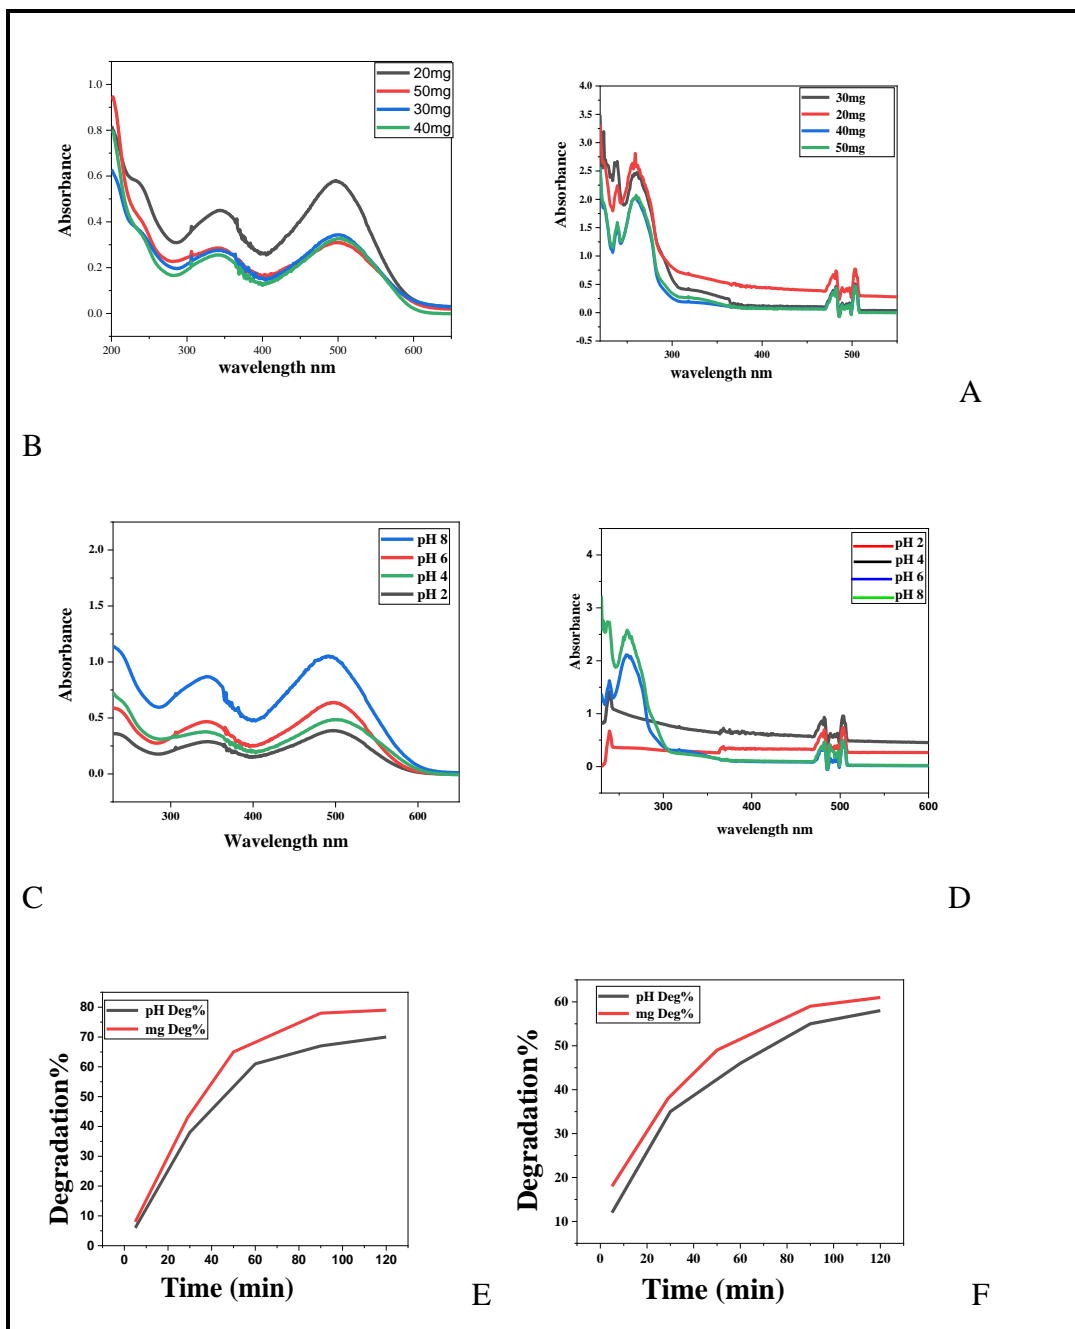 20mg
50mg
30mg
40mg
1.0
0.8
0.6
0.4
0.2
0.0
Absorbance
200 300 400 500 600
wavelength nm
B
30mg
20mg
40mg
50mg
4.0
3.5
3.0
2.5
2.0
1.5
1.0
0.5
0.0
-0.5
Absorbance
300 400 500
wavelength nm
A
pH 8
pH 6
pH 4
pH 2
2.0
1.5
1.0
0.5
0.0
Absorbance
300 400 500 600
Wavelength nm
C
pH 2
pH 4
pH 6
pH 8
4
3
2
1
0
Absorbance
300 400 500 600
wavelength nm
D
pH Deg%
mg Deg%
80
70
60
50
40
30
20
10
0
Degradation%
0 20 40 60 80 100 120
Time (min)
E
pH Deg%
mg Deg%
60
50
40
30
20
10
Degradation%
0 20 40 60 80 100 120
Time (min)
F